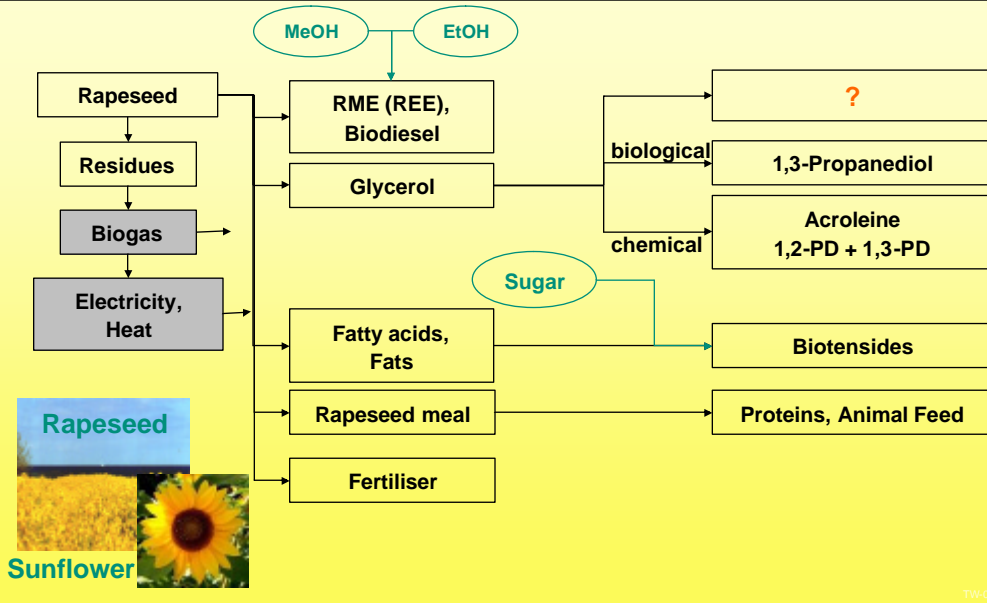 MeOH
EtOH
Rapeseed
RME (REE),
Biodiesel
?
Residues
Glycerol
biological
1,3-Propanediol
Biogas
Acroleine
1,2-PD + 1,3-PD
chemical
Electricity,
Heat
Sugar
Fatty acids,
Fats
Biotensides
Rapeseed meal
Proteins, Animal Feed
Rapeseed
Fertiliser
Sunflower